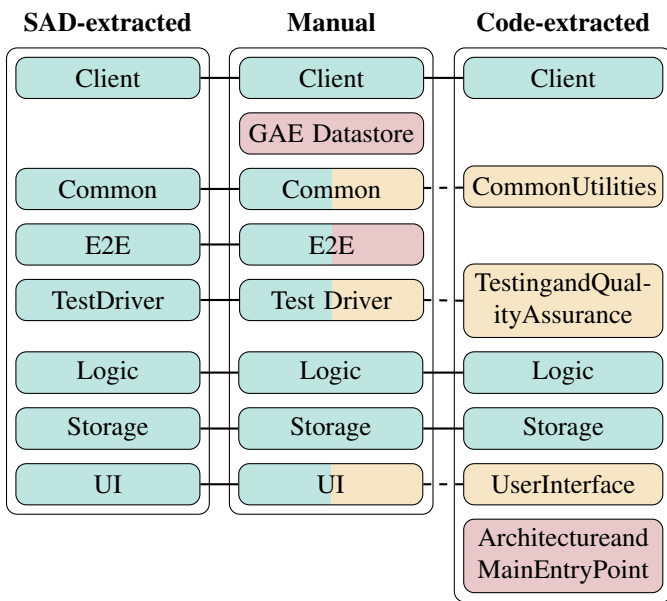 SAD-extracted Manual Code-extracted
Client Client Client
GAE Datastore
Common Common CommonUtilities
E2E E2E
TestDriver Test Driver TestingandQual-
ityAssurance
Logic Logic Logic
Storage Storage Storage
UI UI UserInterface
Architectureand
MainEntryPoint